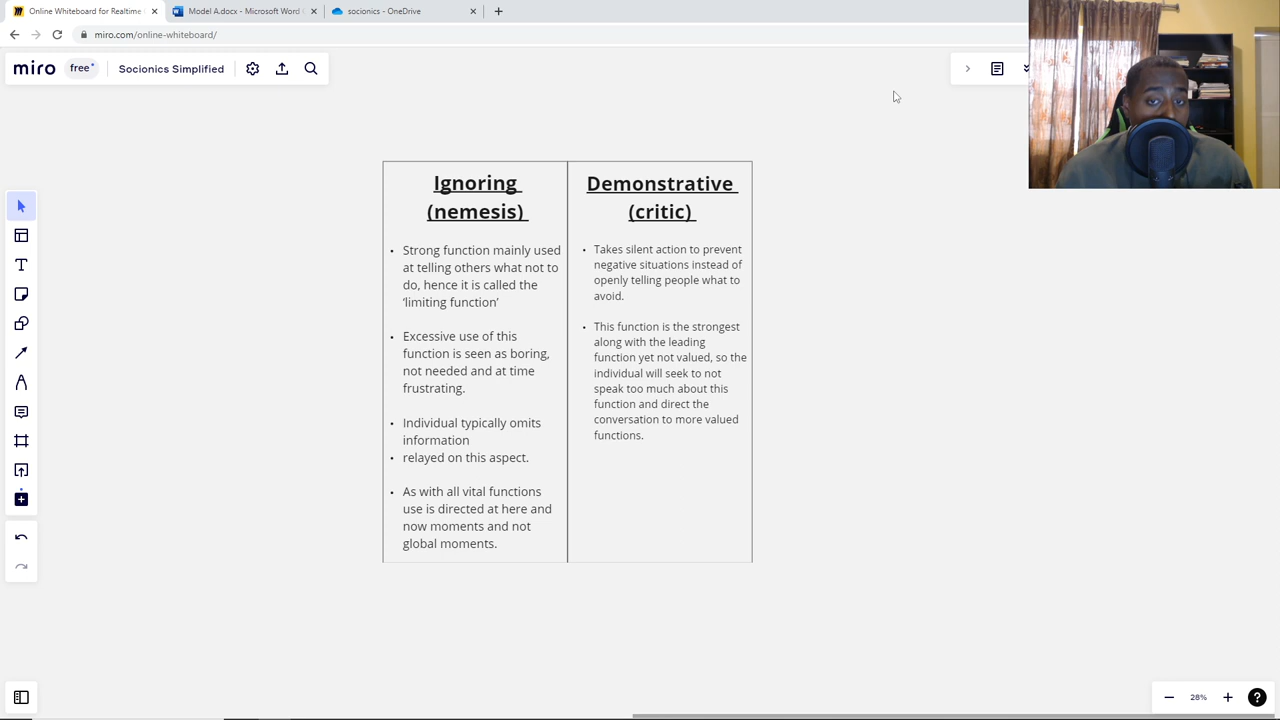 Online Whiteboard for Realtime
Model A.docx - Microsoft Word
socionics - OneDrive
miro.com/online-whiteboard/
miro
free
Socionics Simplified
Ignoring
(nemesis)
• Strong function mainly used
at telling others what not to
do, hence it is called the
‘limiting function’
• Excessive use of this
function is seen as boring,
not needed and at time
frustrating.
• Individual typically omits
information
• relayed on this aspect.
• As with all vital functions
use is directed at here and
now moments and not
global moments.
Demonstrative
(critic)
• Takes silent action to prevent
negative situations instead of
openly telling people what to
avoid.
• This function is the strongest
along with the leading
function yet not valued, so the
individual will seek to not
speak too much about this
function and direct the
conversation to more valued
functions.
28%